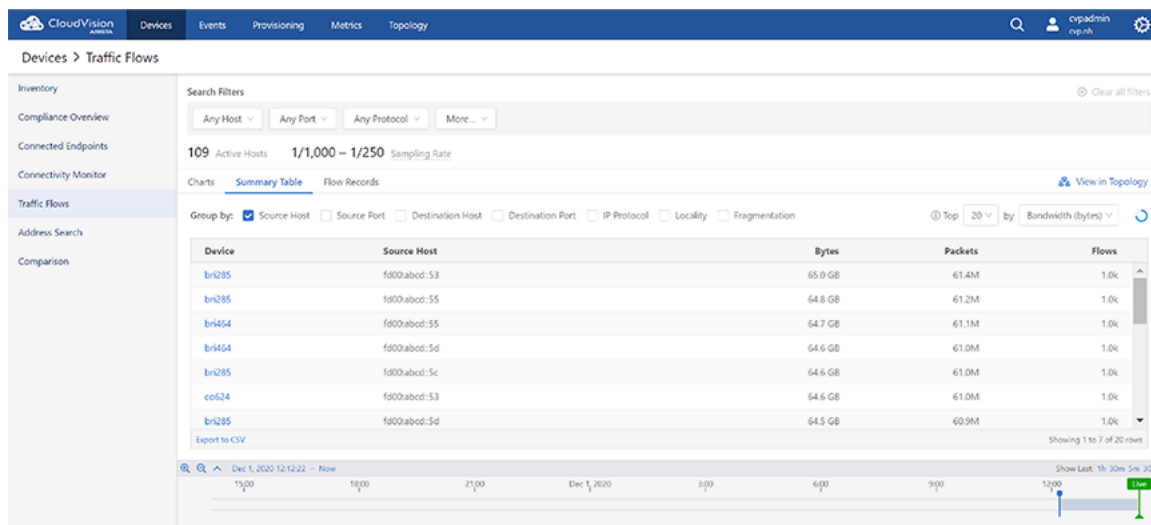 CloudVision Devices Events Provisioning Metrics Topology cvpadmin
ARISTA cvp.nh
Devices > Traffic Flows
Inventory
Compliance Overview
Connected Endpoints
Connectivity Monitor
Traffic Flows
Address Search
Comparison
Search Filters Clear all filters
Any Host Any Port Any Protocol More...
109 Active Hosts 1/1,000 – 1/250 Sampling Rate
Charts Summary Table Flow Records View in Topology
Group by: Source Host Source Port Destination Host Destination Port IP Protocol Locality Fragmentation Top 20 by Bandwidth (bytes)
Device Source Host Bytes Packets Flows
bri285 fd00:abcd::53 65.0 GB 61.4M 1.0k
bri285 fd00:abcd::55 64.8 GB 61.2M 1.0k
bri464 fd00:abcd::55 64.7 GB 61.1M 1.0k
bri464 fd00:abcd::5d 64.6 GB 61.0M 1.0k
bri285 fd00:abcd::5c 64.6 GB 61.0M 1.0k
co624 fd00:abcd::53 64.6 GB 61.0M 1.0k
bri285 fd00:abcd::5d 64.5 GB 60.9M 1.0k
Export to CSV Showing 1 to 7 of 20 rows
Dec 1, 2020 12:12:22 – Now Show Last: 1h 30m 5m 30
15:00 18:00 21:00 Dec 1, 2020 3:00 6:00 9:00 12:00 Live